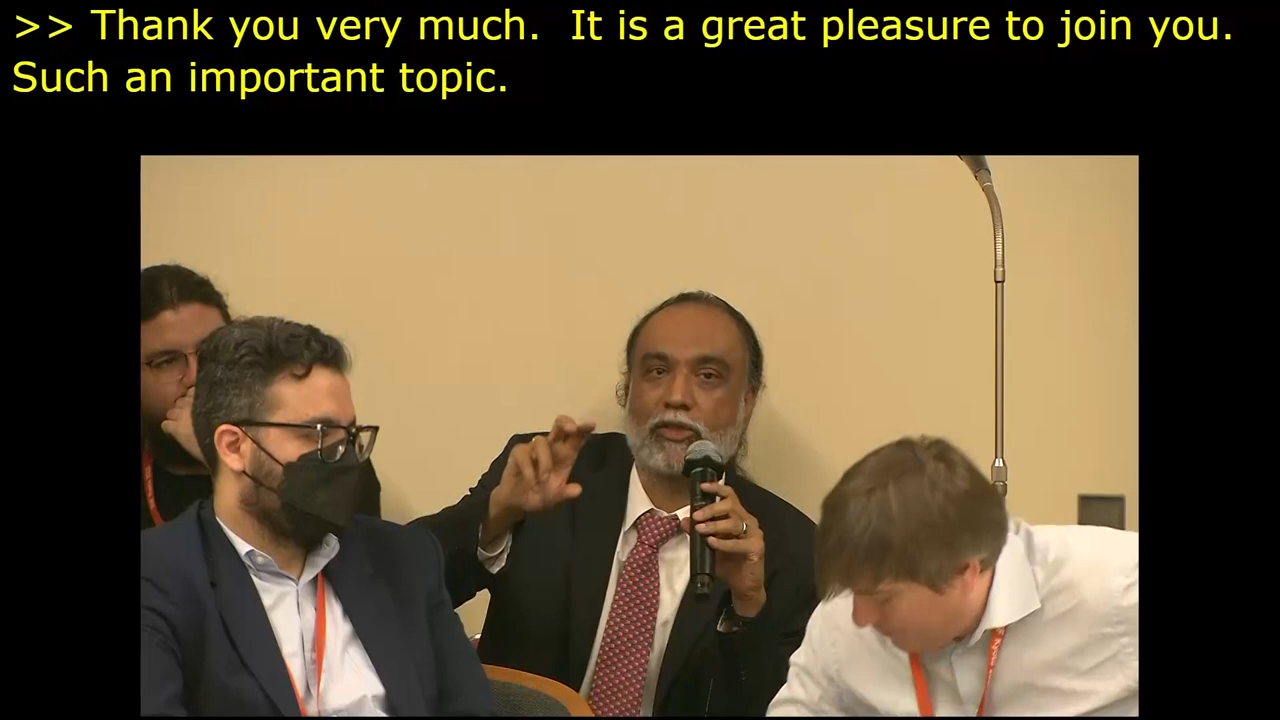 >> Thank you very much.  It is a great pleasure to join you.
Such an important topic.